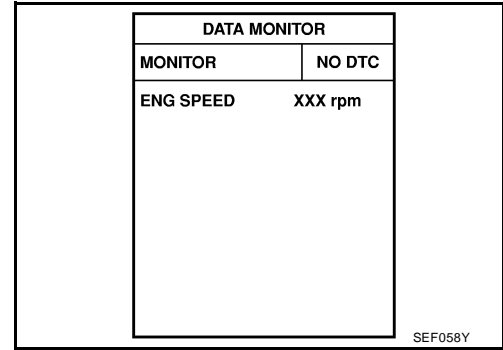 DATA MONITOR
MONITOR NO DTC
ENG SPEED XXX rpm
SEF058Y